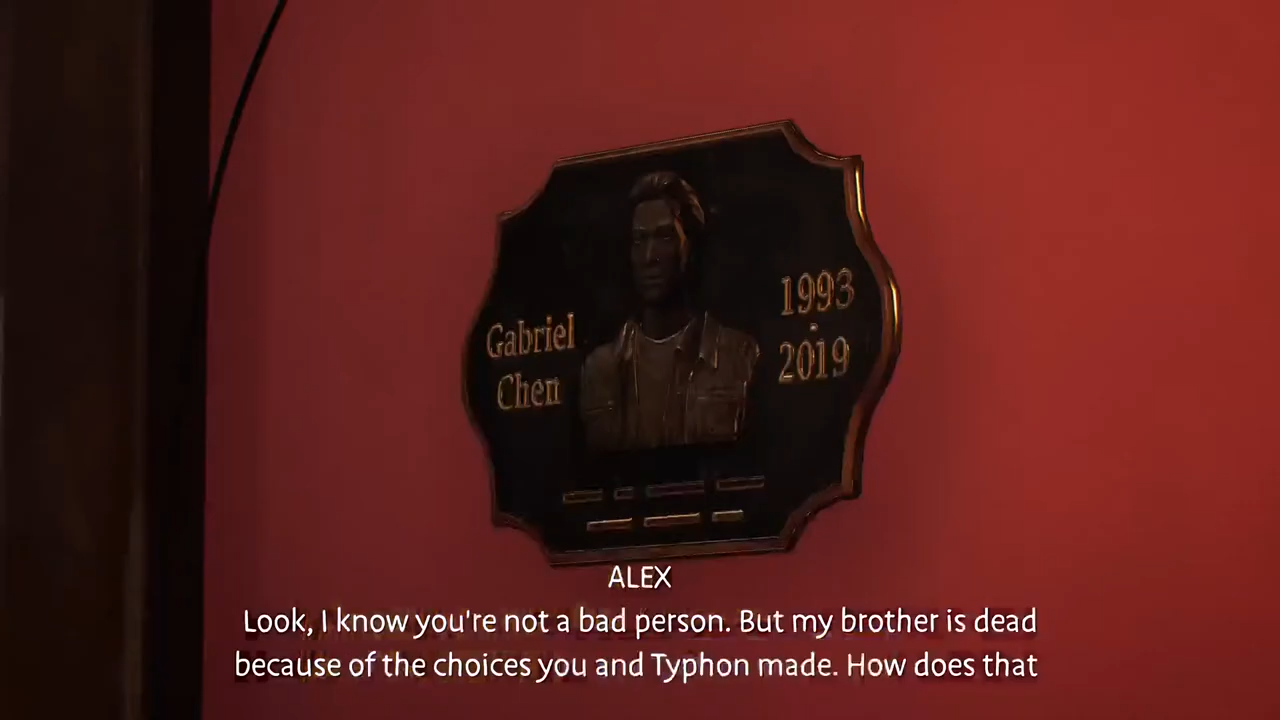 Gabriel
Chen
1993
-
2019
ALEX
Look, I know you're not a bad person. But my brother is dead
because of the choices you and Typhon made. How does that